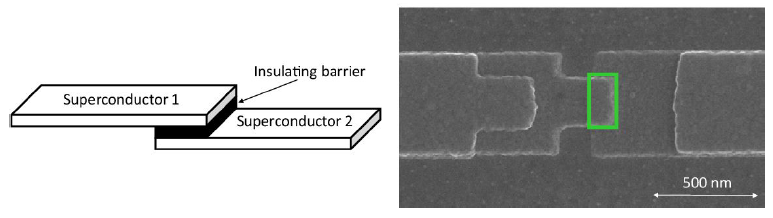 Insulating barrier
Superconductor 1
Superconductor 2
500 nm